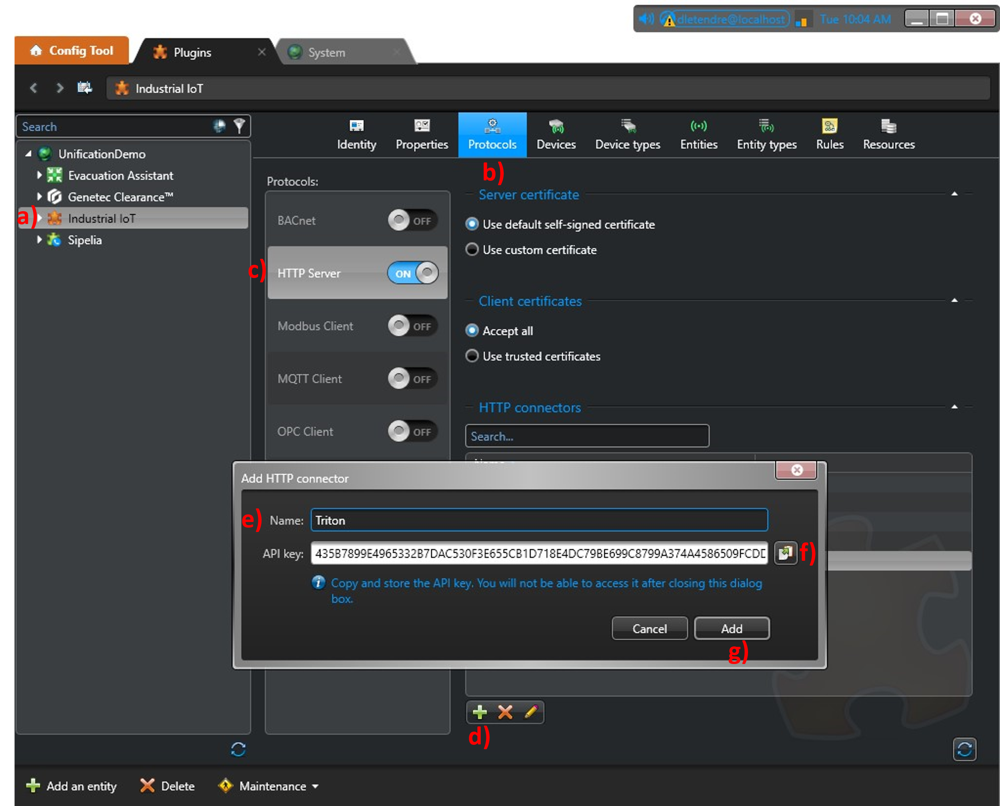 dletendre@localhost Tue 10:04 AM
Config Tool Plugins System
Industrial IoT
Search
Identity Properties Protocols Devices Device types Entities Entity types Rules Resources
UnificationDemo
Evacuation Assistant
Genetec Clearance™
a) Industrial IoT
Sipelia
b)
Protocols:
BACnet OFF
c) HTTP Server ON
Modbus Client OFF
MQTT Client OFF
OPC Client OFF
Server certificate
Use default self-signed certificate
Use custom certificate
Client certificates
Accept all
Use trusted certificates
HTTP connectors
Search...
Add HTTP connector
e) Name: Triton
API key: 435B7899E4965332B7DAC530F3E655CB1D718E4DC79BE699C8799A374A4586509FCDD f)
Copy and store the API key. You will not be able to access it after closing this dialog
box.
Cancel Add
g)
d)
Add an entity Delete Maintenance